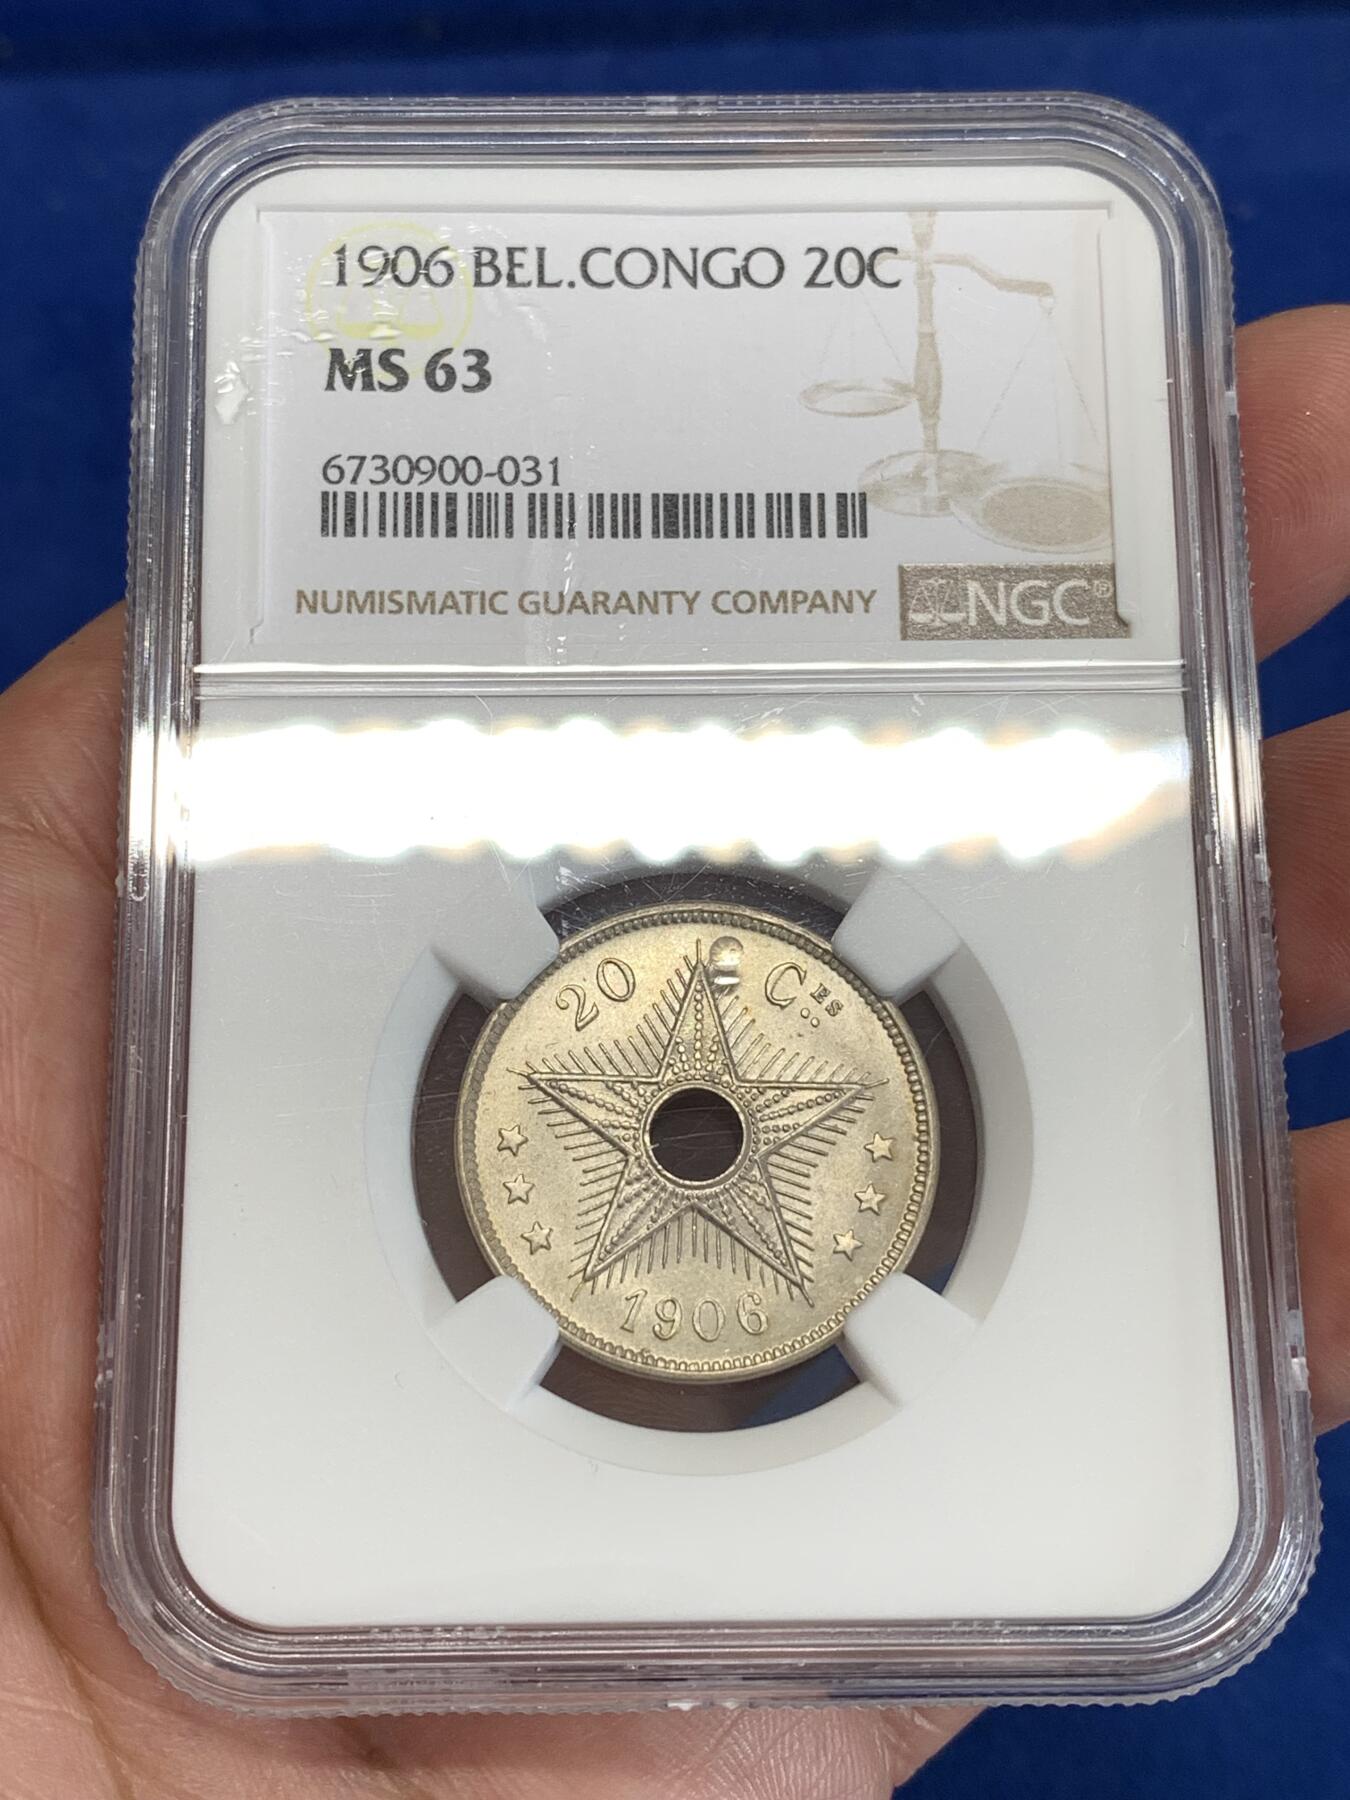 1906 BEL.CONGO 20C
MS 63
6730900-031
NUMISMATIC GUARANTY COMPANY
NGC®
20 CES
1906